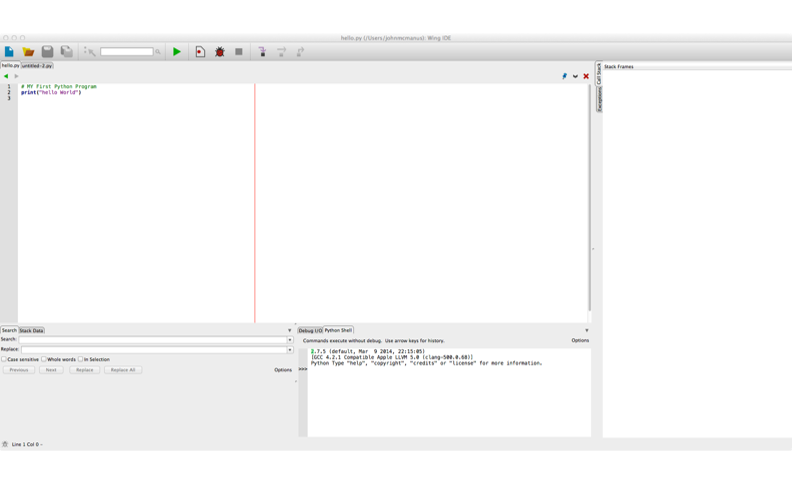 hello.py (/Users/johnmcmanus): Wing IDE
hello.py untitled-2.py
Stack Frames
Call Stack
Exceptions
1 # MY First Python Program
2 print("hello World")
3
Search Stack Data
Search:
Replace:
Case sensitive Whole words In Selection
Previous Next Replace Replace All Options
Debug I/O Python Shell
Commands execute without debug. Use arrow keys for history. Options
2.7.5 (default, Mar 9 2014, 22:15:05)
[GCC 4.2.1 Compatible Apple LLVM 5.0 (clang-500.0.68)]
Python Type "help", "copyright", "credits" or "license" for more information.
>>>
Line 1 Col 0 -